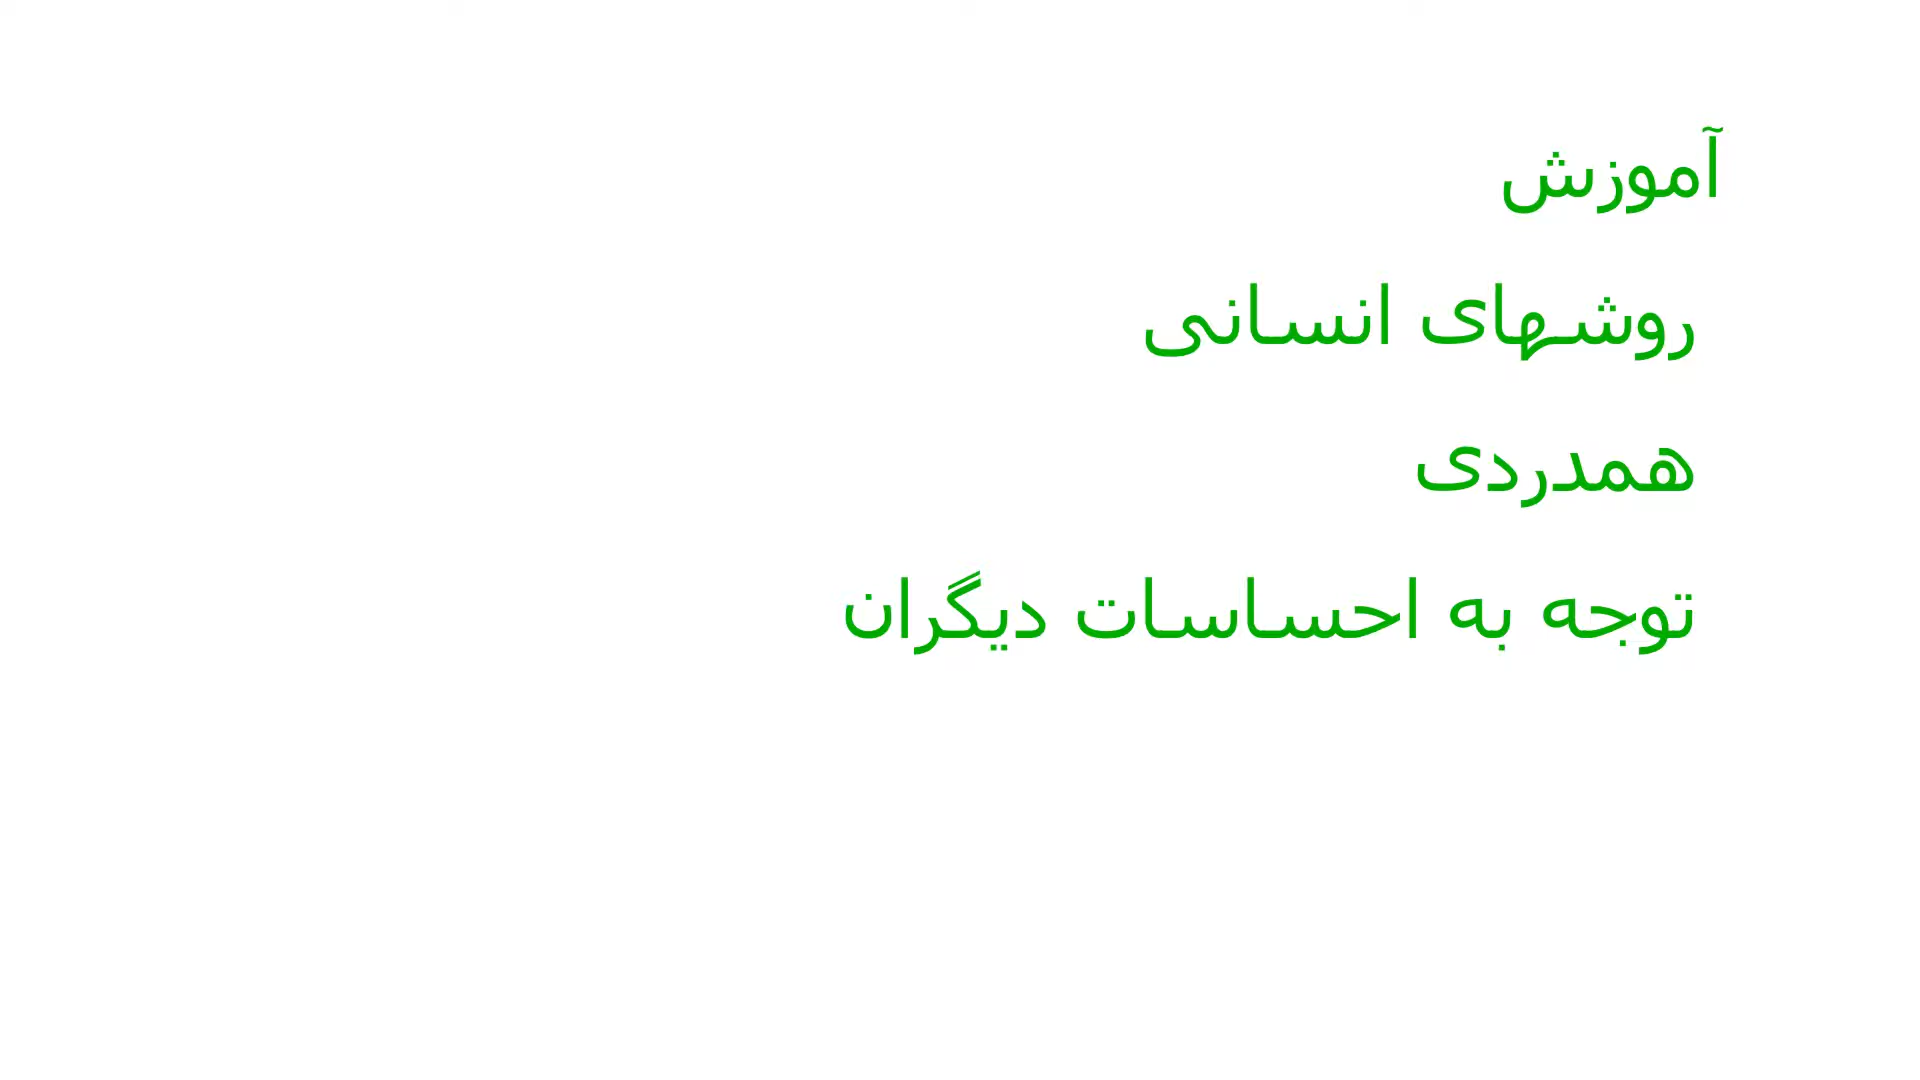 آموزش
روشهای انسانی
همدردی
توجه به احساسات دیگران